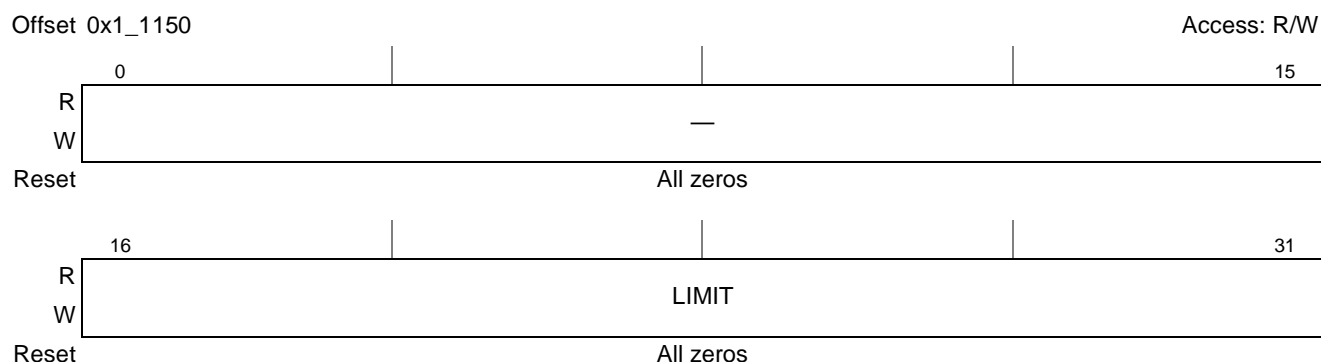 Offset 0x1_1150 Access: R/W
0 15
R
—
W
Reset All zeros
16 31
R
LIMIT
W
Reset All zeros